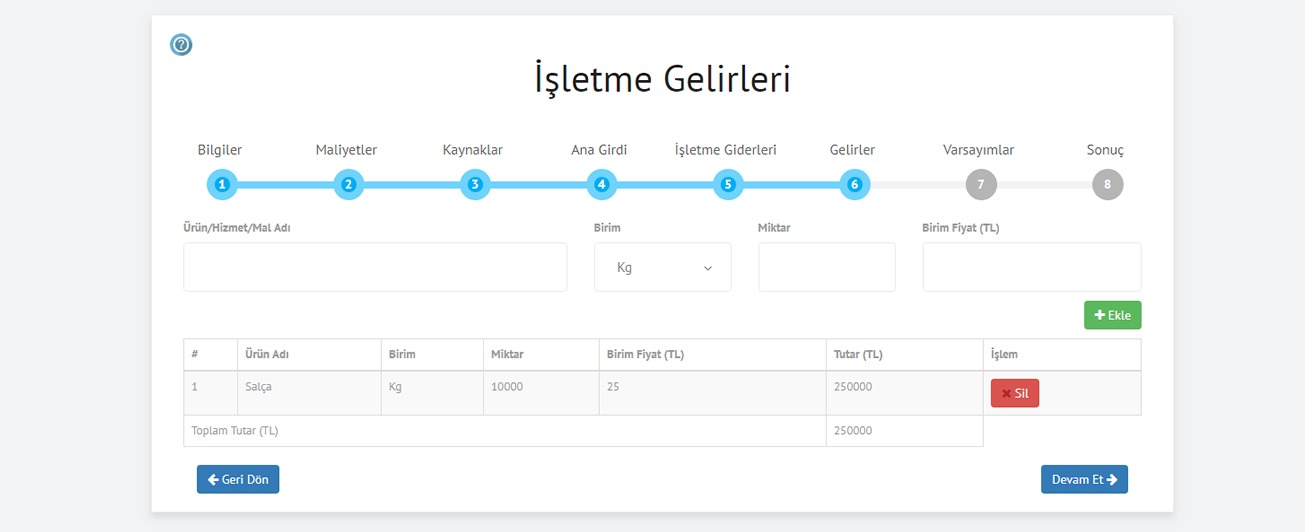 ?
İşletme Gelirleri
Bilgiler Maliyetler Kaynaklar Ana Girdi İşletme Giderleri Gelirler Varsayımlar Sonuç
1 2 3 4 5 6 7 8
Ürün/Hizmet/Mal Adı Birim Miktar Birim Fiyat (TL)
Kg
Ekle
# Ürün Adı Birim Miktar Birim Fiyat (TL) Tutar (TL) İşlem
1 Salça Kg 10000 25 250000 Sil
Toplam Tutar (TL) 250000
Geri Dön Devam Et